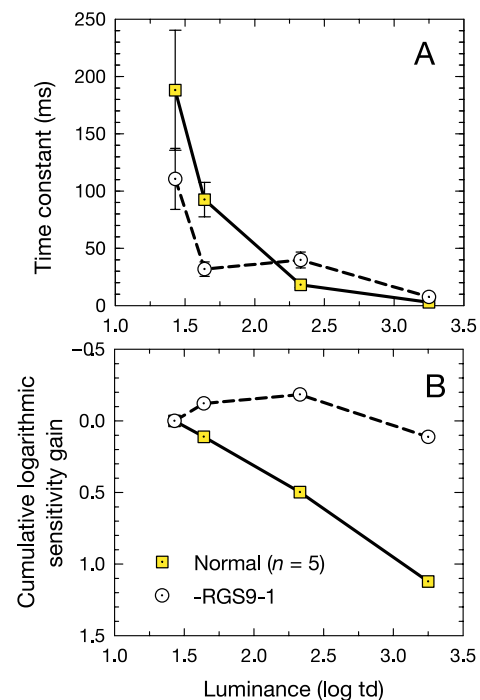 A
Time constant (ms)
250
200
150
100
50
0
1.0 1.5 2.0 2.5 3.0 3.5
B
Cumulative logarithmic
sensitivity gain
-0.5
0.0
0.5
1.0
1.5
Normal (n = 5)
-RGS9-1
1.0 1.5 2.0 2.5 3.0 3.5
Luminance (log td)